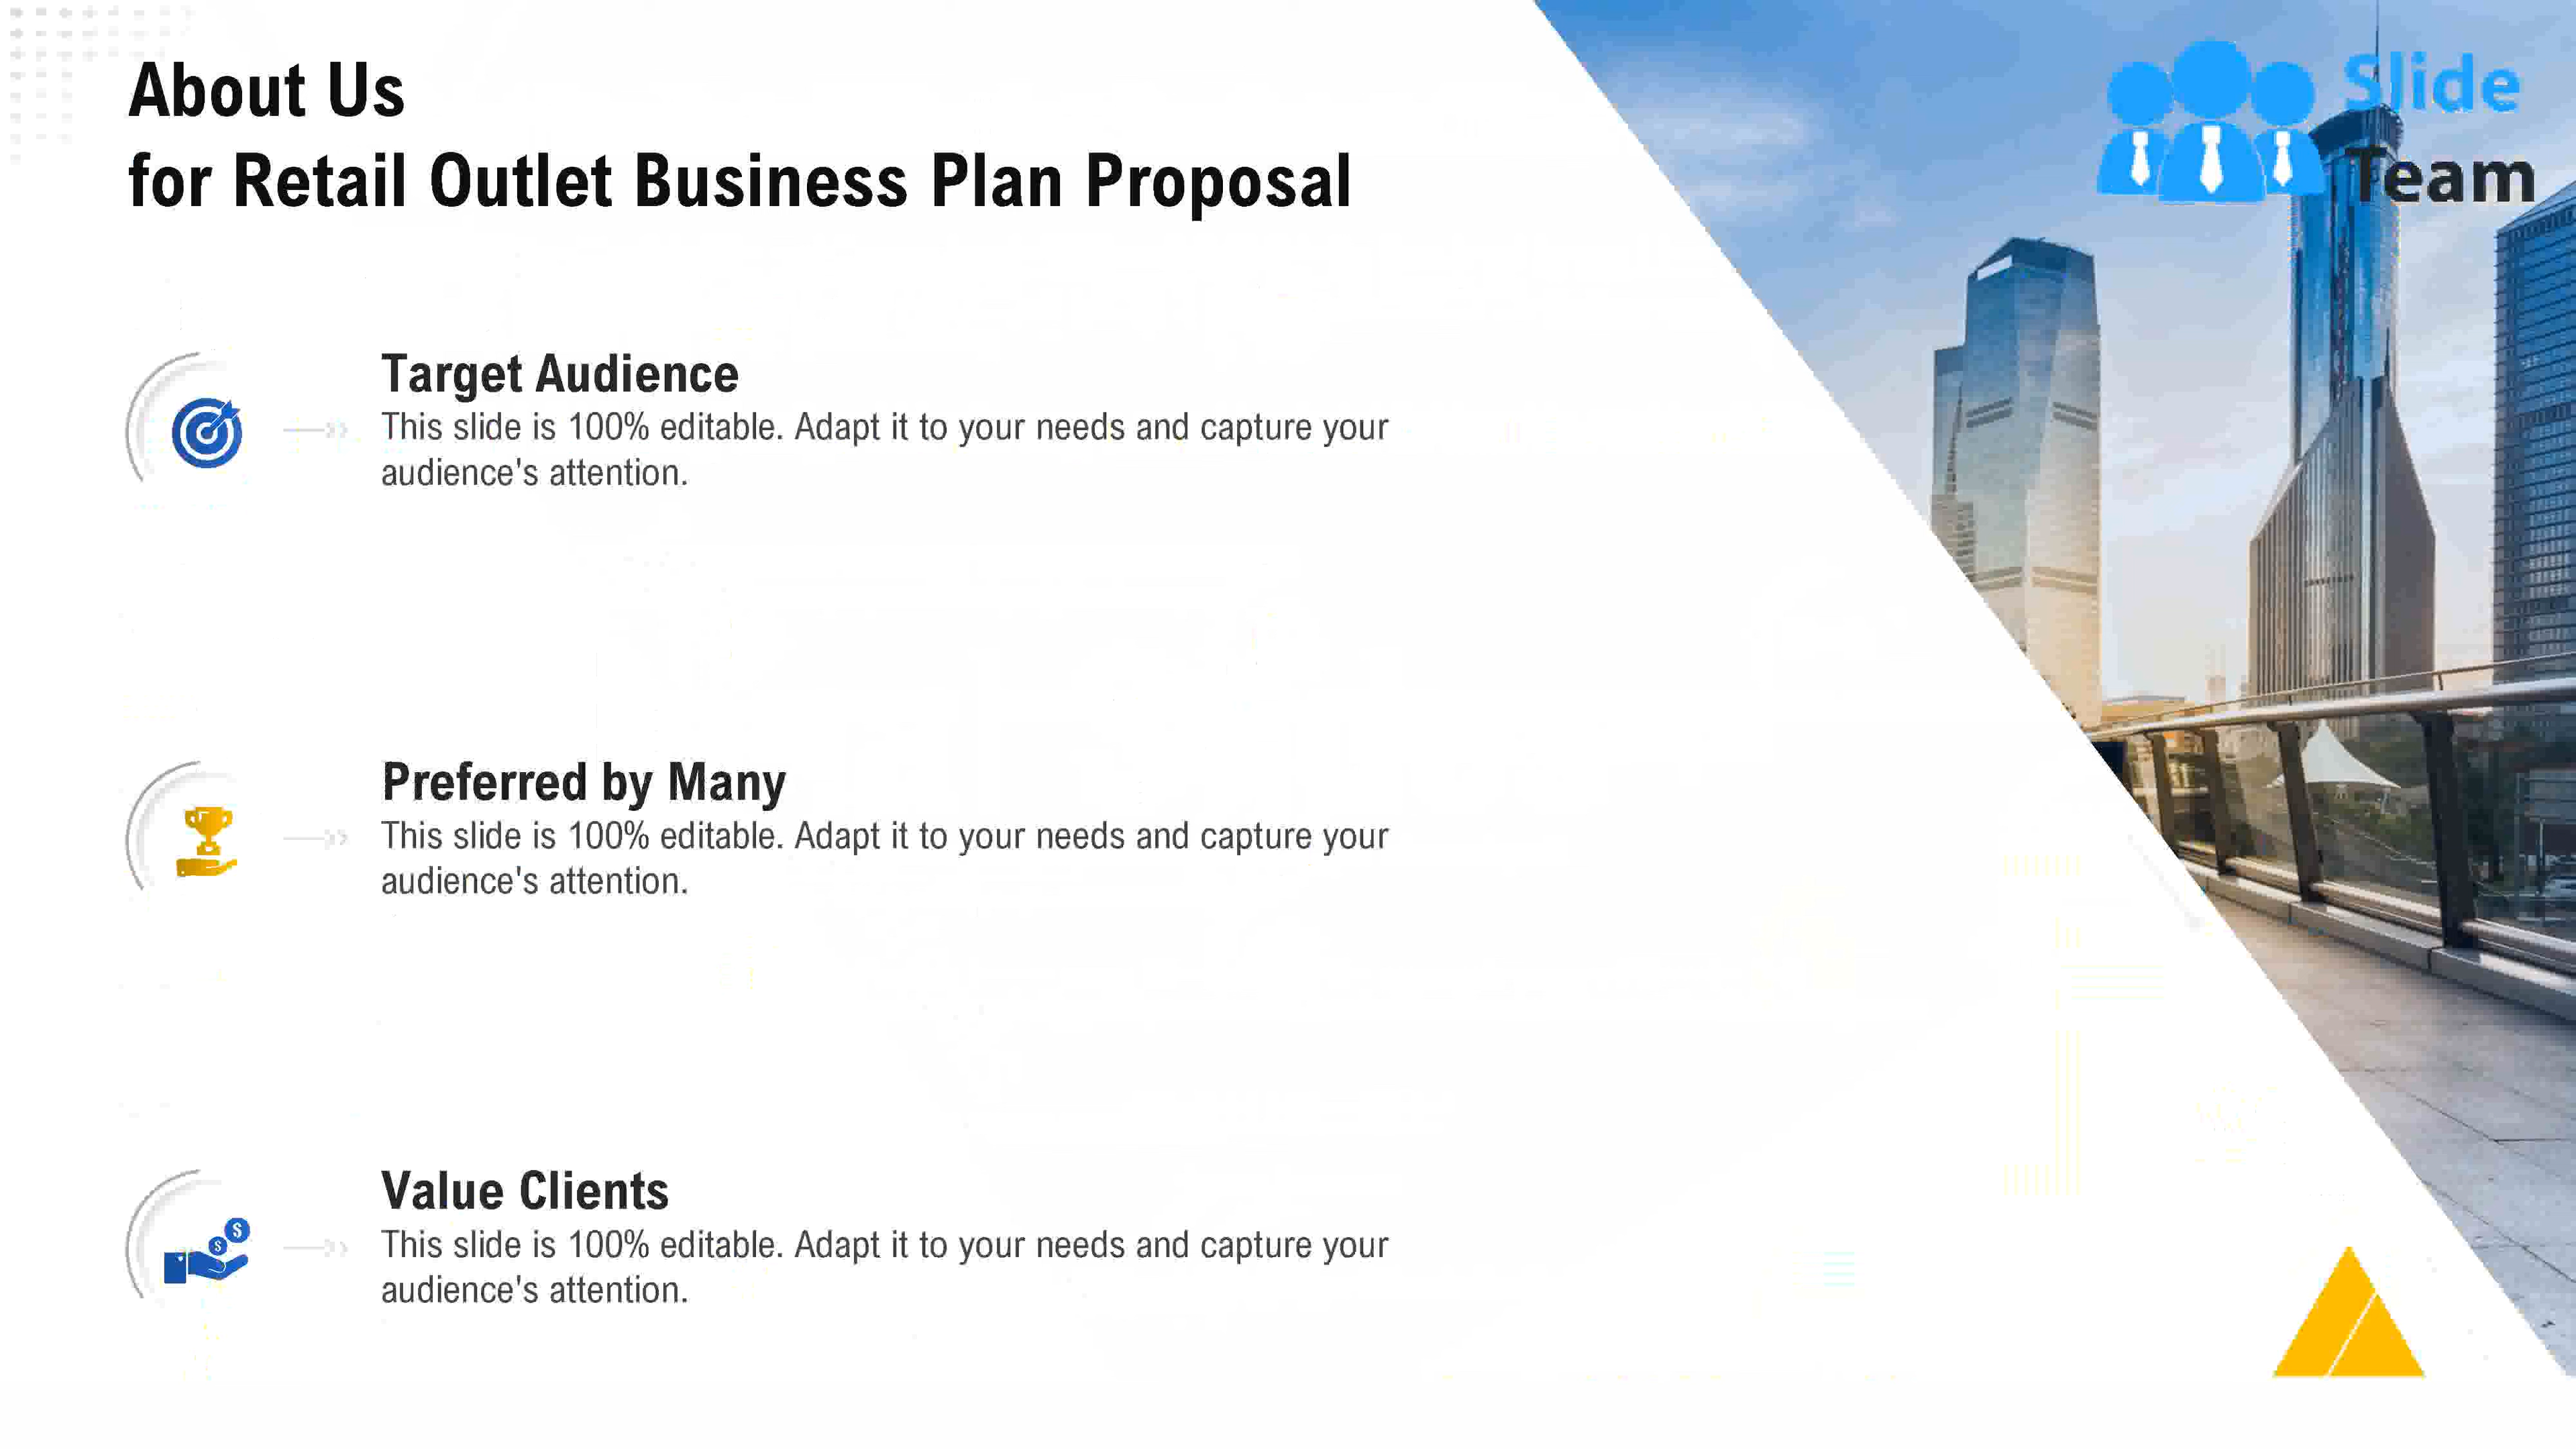 About Us
for Retail Outlet Business Plan Proposal
Slide
Team
Target Audience
This slide is 100% editable. Adapt it to your needs and capture your
audience's attention.
Preferred by Many
This slide is 100% editable. Adapt it to your needs and capture your
audience's attention.
Value Clients
This slide is 100% editable. Adapt it to your needs and capture your
audience's attention.